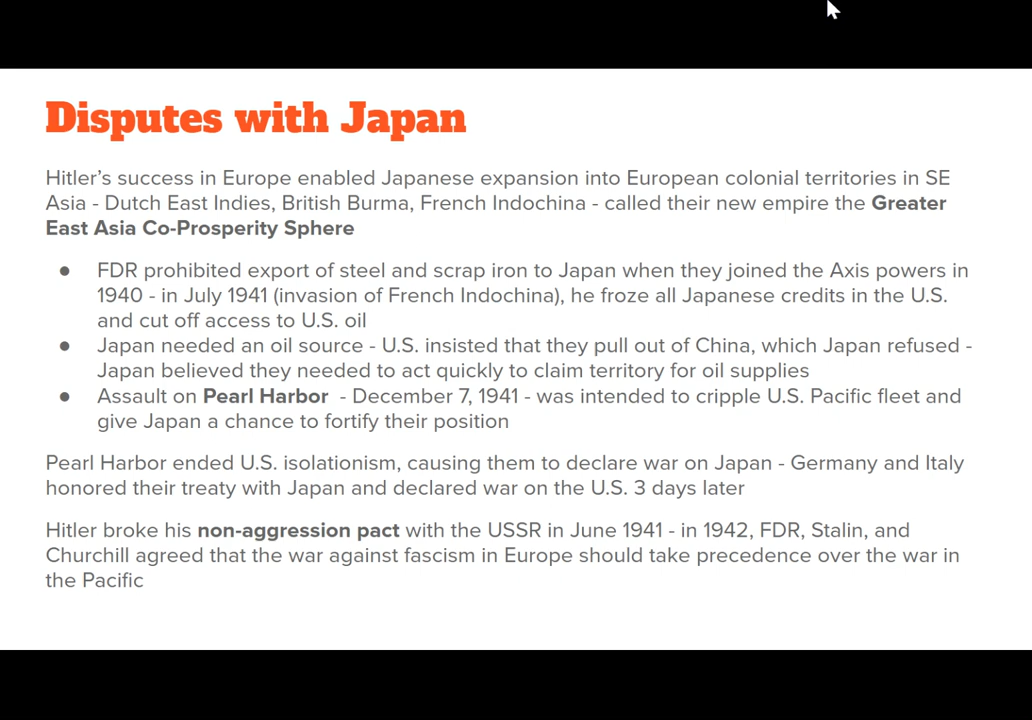 Disputes with Japan
Hitler's success in Europe enabled Japanese expansion into European colonial territories in SE
Asia - Dutch East Indies, British Burma, French Indochina - called their new empire the Greater
East Asia Co-Prosperity Sphere
● FDR prohibited export of steel and scrap iron to Japan when they joined the Axis powers in
1940 - in July 1941 (invasion of French Indochina), he froze all Japanese credits in the U.S.
and cut off access to U.S. oil
● Japan needed an oil source - U.S. insisted that they pull out of China, which Japan refused -
Japan believed they needed to act quickly to claim territory for oil supplies
● Assault on Pearl Harbor - December 7, 1941 - was intended to cripple U.S. Pacific fleet and
give Japan a chance to fortify their position
Pearl Harbor ended U.S. isolationism, causing them to declare war on Japan - Germany and Italy
honored their treaty with Japan and declared war on the U.S. 3 days later
Hitler broke his non-aggression pact with the USSR in June 1941 - in 1942, FDR, Stalin, and
Churchill agreed that the war against fascism in Europe should take precedence over the war in
the Pacific